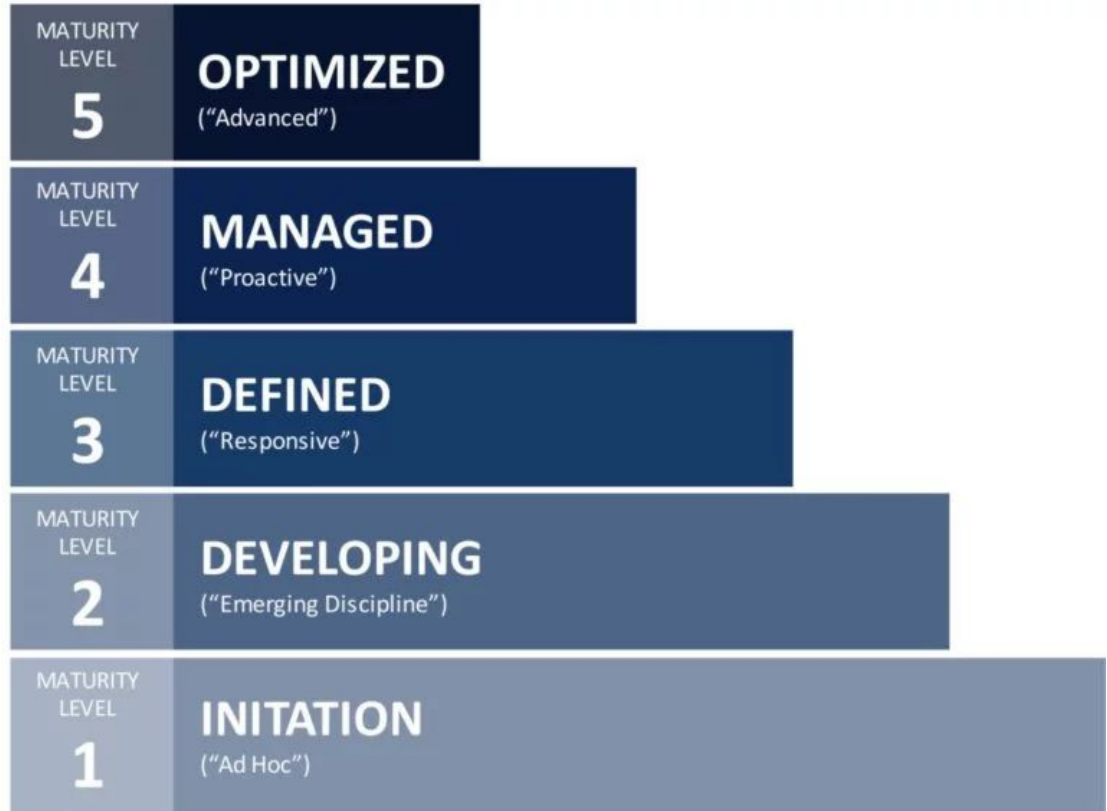 MATURITY
LEVEL
5
OPTIMIZED
(“Advanced”)
MATURITY
LEVEL
4
MANAGED
(“Proactive”)
MATURITY
LEVEL
3
DEFINED
(“Responsive”)
MATURITY
LEVEL
2
DEVELOPING
(“Emerging Discipline”)
MATURITY
LEVEL
1
INITATION
(“Ad Hoc”)